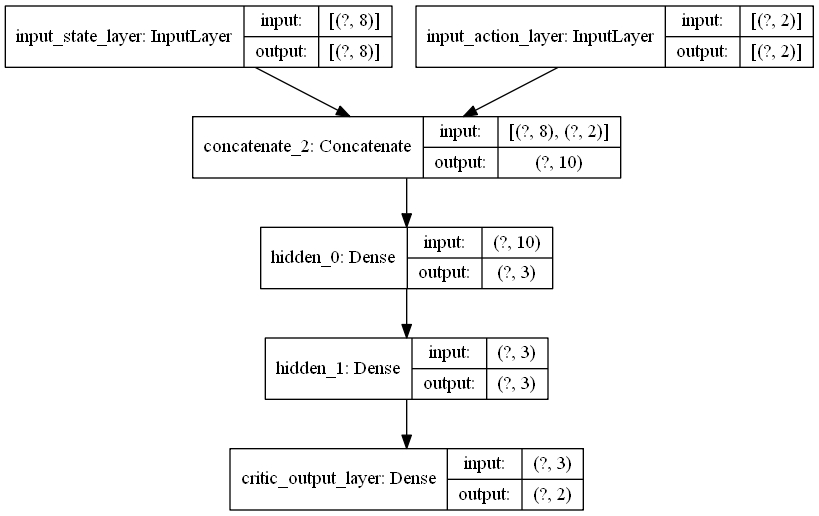 input_state_layer: InputLayer
input:
[(?, 8)]
output:
[(?, 8)]
input_action_layer: InputLayer
input:
[(?, 2)]
output:
[(?, 2)]
concatenate_2: Concatenate
input:
[(?, 8), (?, 2)]
output:
(?, 10)
hidden_0: Dense
input:
(?, 10)
output:
(?, 3)
hidden_1: Dense
input:
(?, 3)
output:
(?, 3)
critic_output_layer: Dense
input:
(?, 3)
output:
(?, 2)